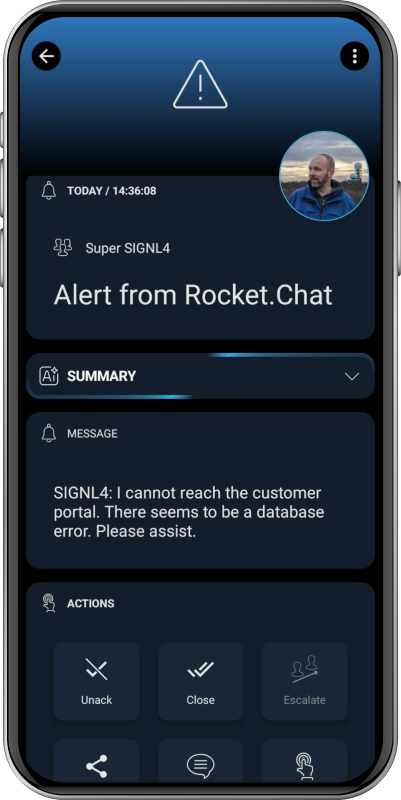 TODAY / 14:36:08
Super SIGNL4
Alert from Rocket.Chat
AI SUMMARY
MESSAGE
SIGNL4: I cannot reach the customer
portal. There seems to be a database
error. Please assist.
ACTIONS
Unack Close Escalate